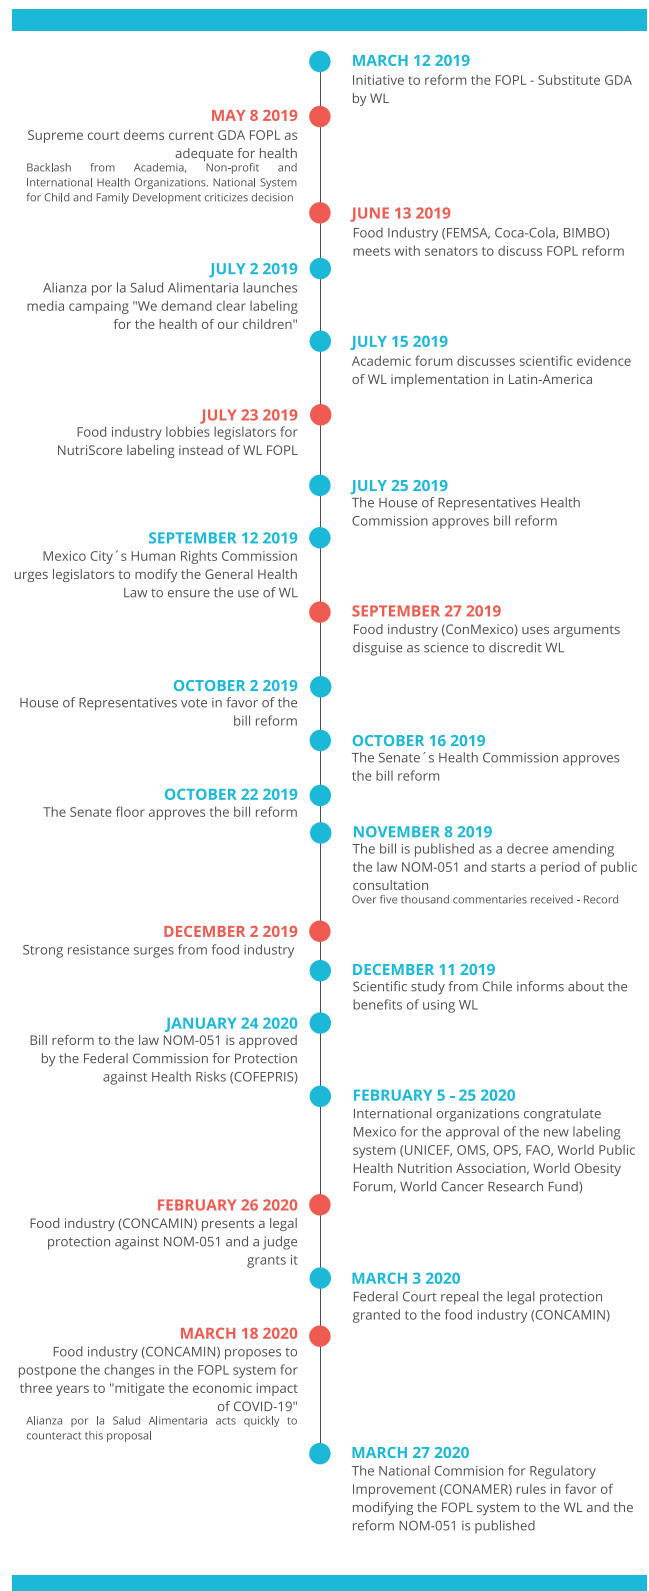 MARCH 12 2019
Initiative to reform the FOPL - Substitute GDA
by WL
MAY 8 2019
Supreme court deems current GDA FOPL as
adequate for health
Backlash from Academia, Non-profit and
International Health Organizations. National System
for Child and Family Development criticizes decision
JUNE 13 2019
Food Industry (FEMSA, Coca-Cola, BIMBO)
meets with senators to discuss FOPL reform
JULY 2 2019
Alianza por la Salud Alimentaria launches
media campaing "We demand clear labeling
for the health of our children"
JULY 15 2019
Academic forum discusses scientific evidence
of WL implementation in Latin-America
JULY 23 2019
Food industry lobbies legislators for
NutriScore labeling instead of WL FOPL
JULY 25 2019
The House of Representatives Health
Commission approves bill reform
SEPTEMBER 12 2019
Mexico City´s Human Rights Commission
urges legislators to modify the General Health
Law to ensure the use of WL
SEPTEMBER 27 2019
Food industry (ConMexico) uses arguments
disguise as science to discredit WL
OCTOBER 2 2019
House of Representatives vote in favor of the
bill reform
OCTOBER 16 2019
The Senate´s Health Commission approves
the bill reform
OCTOBER 22 2019
The Senate floor approves the bill reform
NOVEMBER 8 2019
The bill is published as a decree amending
the law NOM-051 and starts a period of public
consultation
Over five thousand commentaries received - Record
DECEMBER 2 2019
Strong resistance surges from food industry
DECEMBER 11 2019
Scientific study from Chile informs about the
benefits of using WL
JANUARY 24 2020
Bill reform to the law NOM-051 is approved
by the Federal Commission for Protection
against Health Risks (COFEPRIS)
FEBRUARY 5 - 25 2020
International organizations congratulate
Mexico for the approval of the new labeling
system (UNICEF, OMS, OPS, FAO, World Public
Health Nutrition Association, World Obesity
Forum, World Cancer Research Fund)
FEBRUARY 26 2020
Food industry (CONCAMIN) presents a legal
protection against NOM-051 and a judge
grants it
MARCH 3 2020
Federal Court repeal the legal protection
granted to the food industry (CONCAMIN)
MARCH 18 2020
Food industry (CONCAMIN) proposes to
postpone the changes in the FOPL system for
three years to "mitigate the economic impact
of COVID-19"
Alianza por la Salud Alimentaria acts quickly to
counteract this proposal
MARCH 27 2020
The National Commision for Regulatory
Improvement (CONAMER) rules in favor of
modifying the FOPL system to the WL and the
reform NOM-051 is published